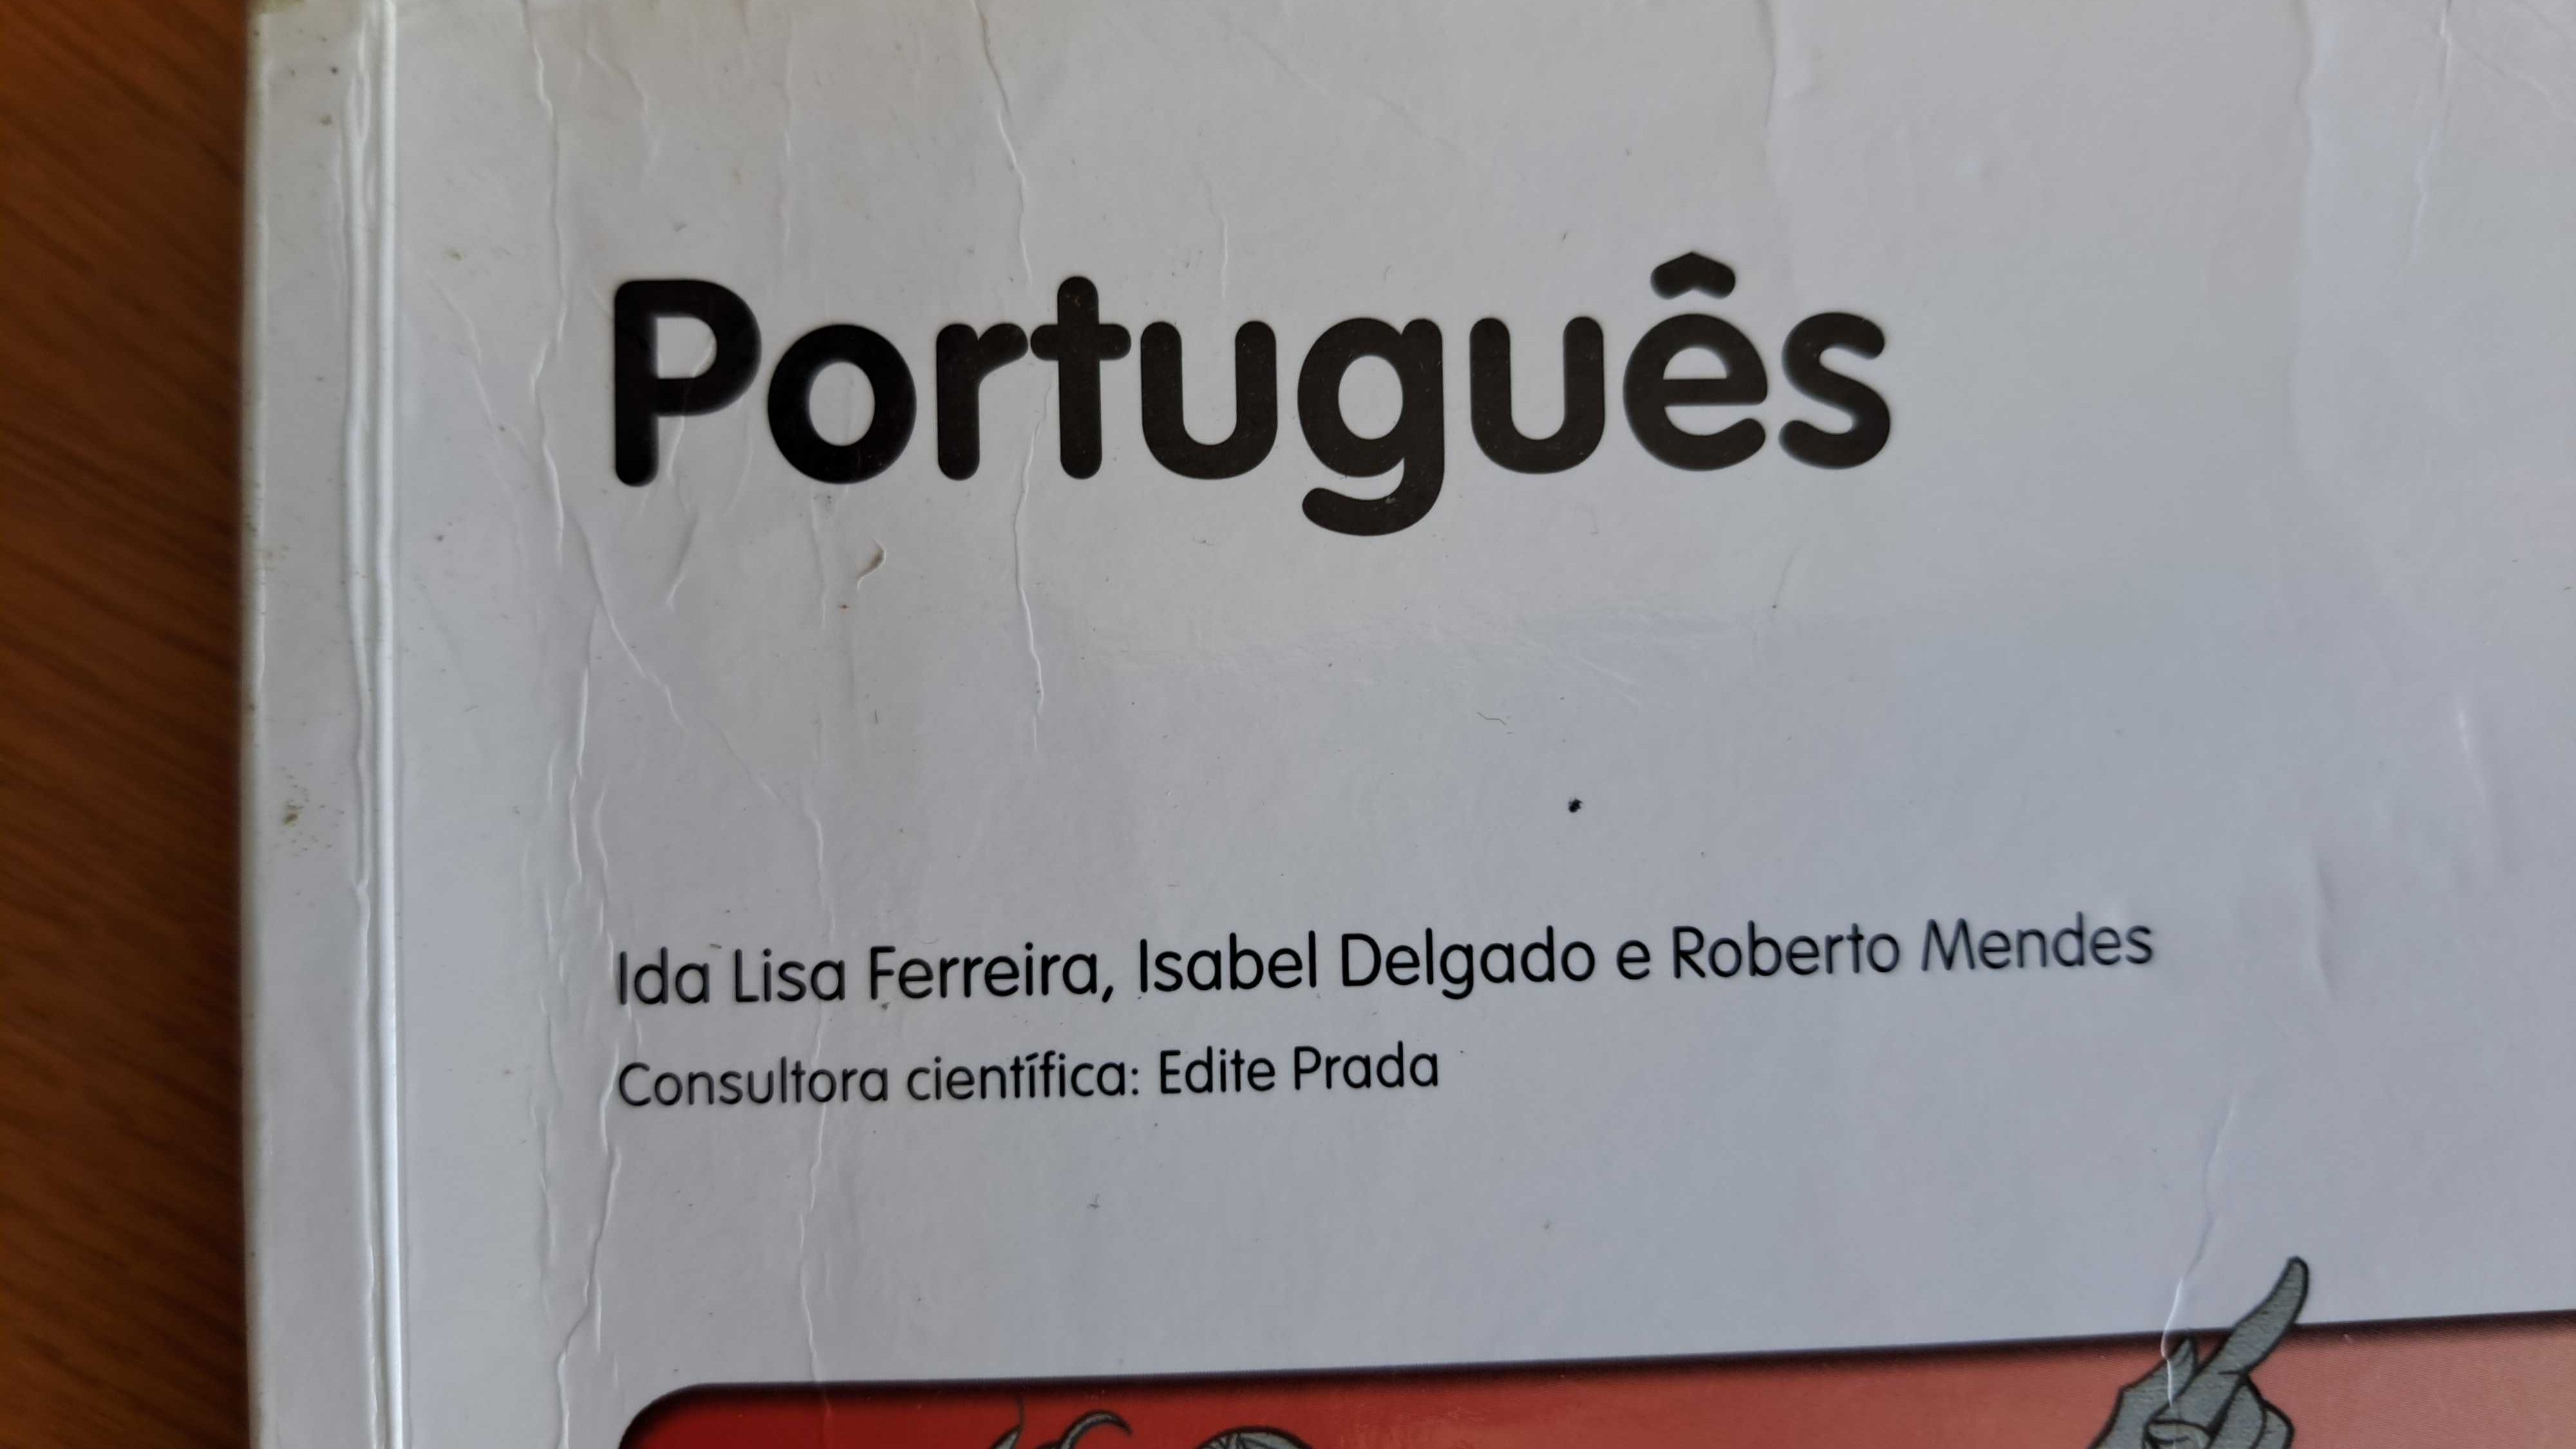 Português
Ida Lisa Ferreira, Isabel Delgado e Roberto Mendes
Consultora científica: Edite Prada